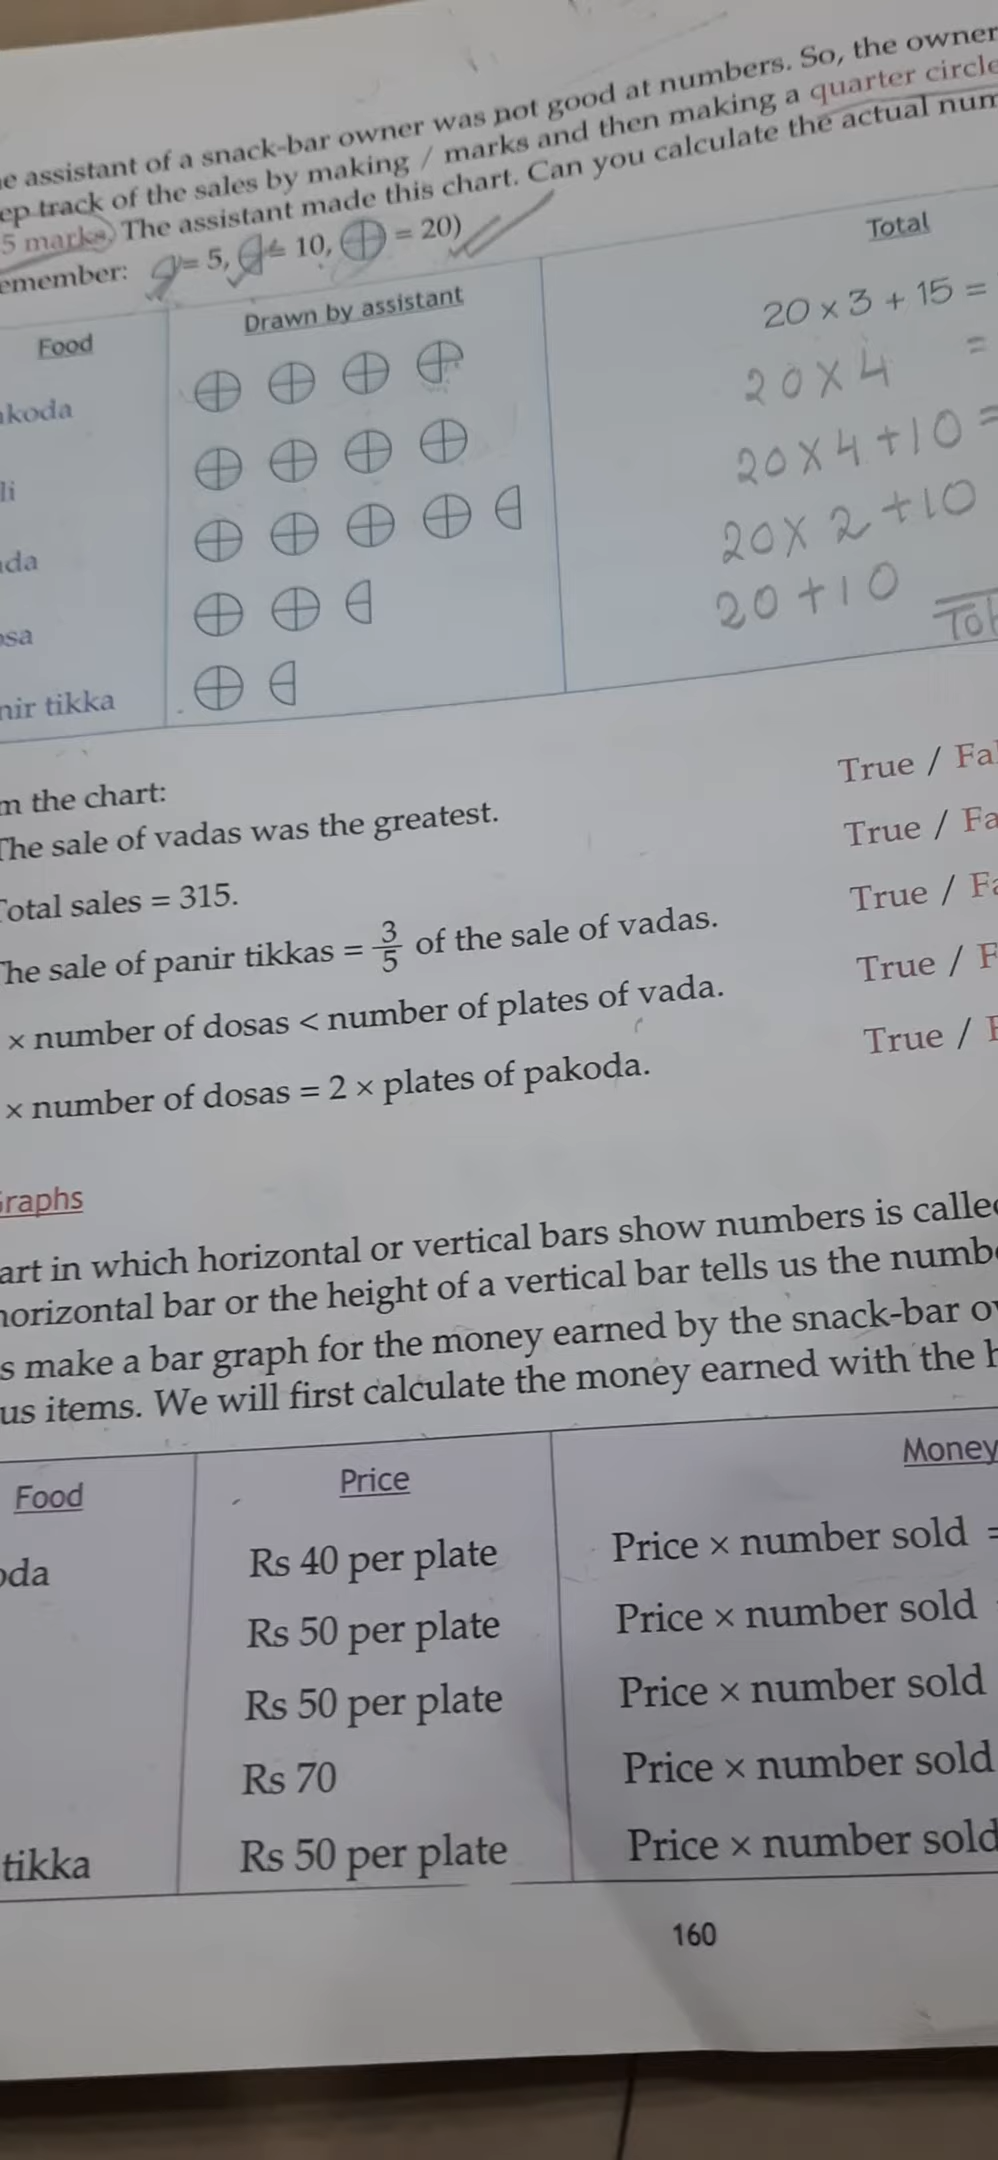 assistant of a snack-bar owner was not good at numbers. So, the owner
track of the sales by making / marks and then making a quarter circle
5 marks. The assistant made this chart. Can you calculate the actual num
emember: = 5, = 10, = 20)
Food Drawn by assistant Total
akoda 20 × 3 + 15 =
li 20 × 4 =
ada 20 × 4 + 10 =
osa 20 × 2 + 10
nir tikka 20 + 10
Tot
m the chart:
The sale of vadas was the greatest. True / Fal
Total sales = 315. True / Fa
The sale of panir tikkas = 3/5 of the sale of vadas. True / Fa
× number of dosas < number of plates of vada. True / F
× number of dosas = 2 × plates of pakoda. True / F
Graphs
art in which horizontal or vertical bars show numbers is called
horizontal bar or the height of a vertical bar tells us the numbe
s make a bar graph for the money earned by the snack-bar ow
us items. We will first calculate the money earned with the h
Food Price Money
oda Rs 40 per plate Price × number sold =
Rs 50 per plate Price × number sold
Rs 50 per plate Price × number sold
Rs 70 Price × number sold
tikka Rs 50 per plate Price × number sold
160